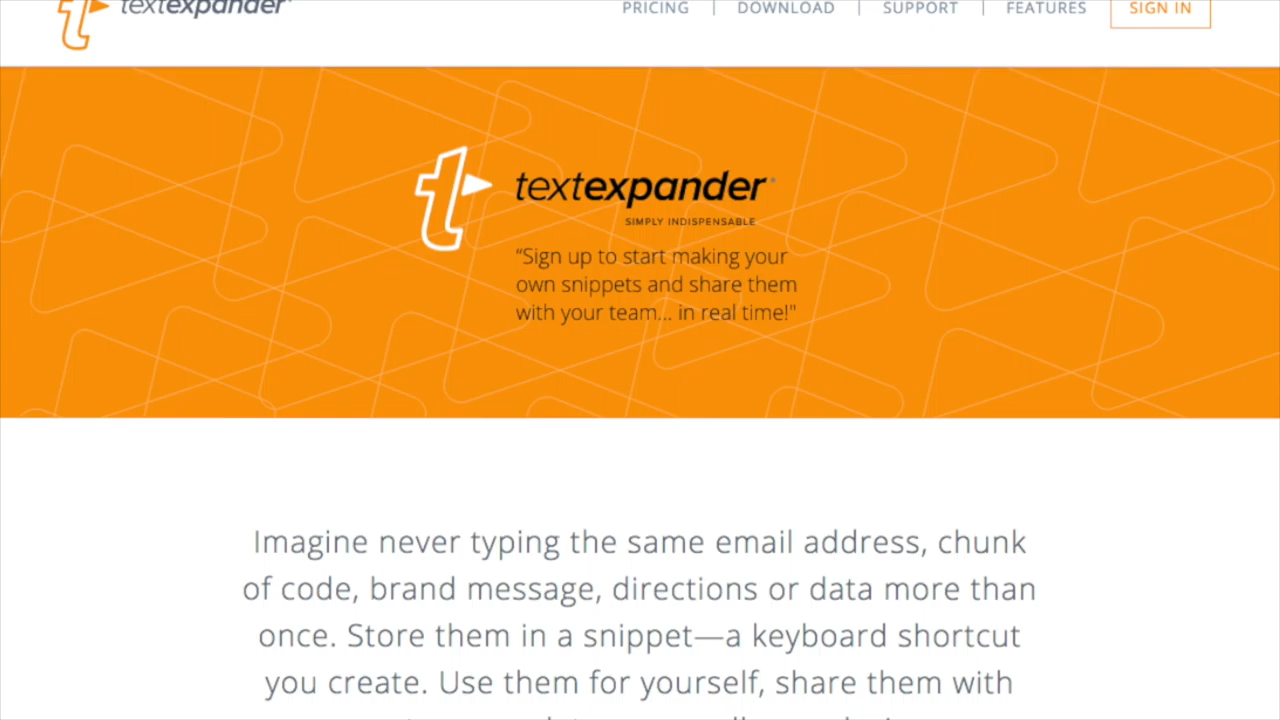 textexpander
PRICING | DOWNLOAD | SUPPORT | FEATURES SIGN IN
textexpander
SIMPLY INDISPENSABLE
“Sign up to start making your
own snippets and share them
with your team... in real time!"
Imagine never typing the same email address, chunk
of code, brand message, directions or data more than
once. Store them in a snippet—a keyboard shortcut
you create. Use them for yourself, share them with